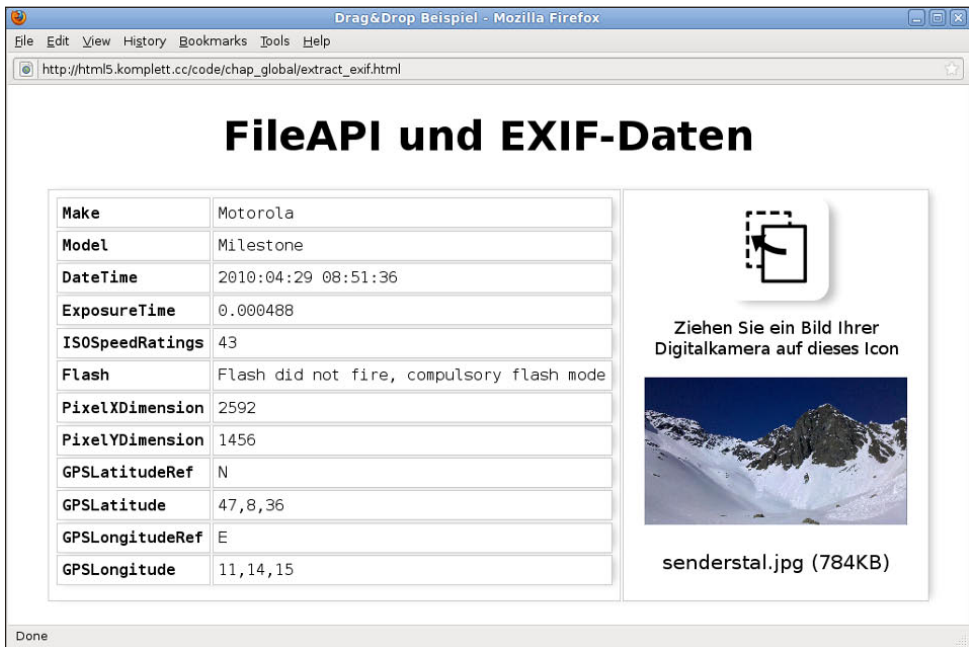 Drag&Drop Beispiel - Mozilla Firefox
File Edit View History Bookmarks Tools Help
http://html5.komplett.cc/code/chap_global/extract_exif.html
FileAPI und EXIF-Daten
Make Motorola
Model Milestone
DateTime 2010:04:29 08:51:36
ExposureTime 0.000488
ISOSpeedRatings 43
Flash Flash did not fire, compulsory flash mode
PixelXDimension 2592
PixelYDimension 1456
GPSLatitudeRef N
GPSLatitude 47,8,36
GPSLongitudeRef E
GPSLongitude 11,14,15
Ziehen Sie ein Bild Ihrer
Digitalkamera auf dieses Icon
senderstal.jpg (784KB)
Done